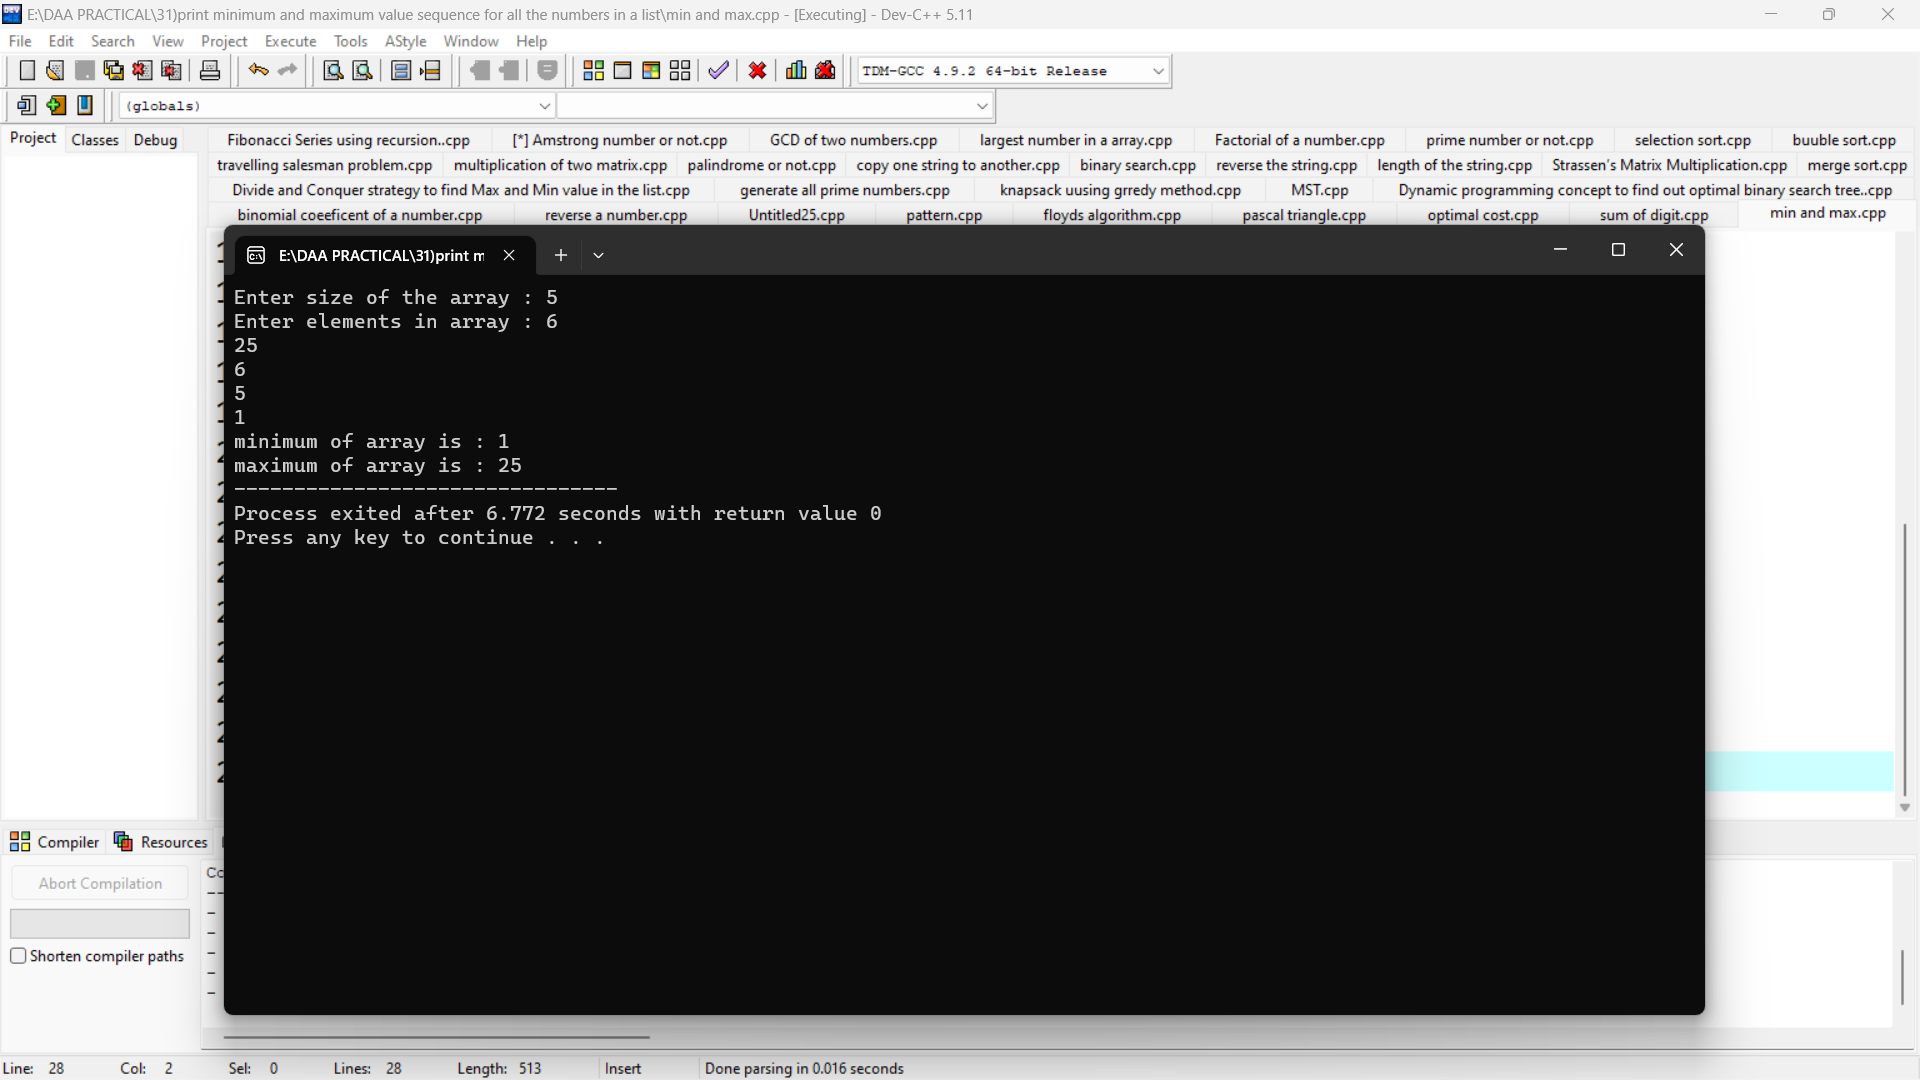 E:\DAA PRACTICAL\31)print minimum and maximum value sequence for all the numbers in a list\min and max.cpp - [Executing] - Dev-C++ 5.11
File Edit Search View Project Execute Tools AStyle Window Help
TDM-GCC 4.9.2 64-bit Release
(globals)
Project Classes Debug
Fibonacci Series using recursion..cpp [*] Amstrong number or not.cpp GCD of two numbers.cpp largest number in a array.cpp Factorial of a number.cpp prime number or not.cpp selection sort.cpp buuble sort.cpp
travelling salesman problem.cpp multiplication of two matrix.cpp palindrome or not.cpp copy one string to another.cpp binary search.cpp reverse the string.cpp length of the string.cpp Strassen's Matrix Multiplication.cpp merge sort.cpp
Divide and Conquer strategy to find Max and Min value in the list.cpp generate all prime numbers.cpp knapsack uusing grredy method.cpp MST.cpp Dynamic programming concept to find out optimal binary search tree..cpp
binomial coeeficent of a number.cpp reverse a number.cpp Untitled25.cpp pattern.cpp floyds algorithm.cpp pascal triangle.cpp optimal cost.cpp sum of digit.cpp min and max.cpp
E:\DAA PRACTICAL\31)print m
Enter size of the array : 5
Enter elements in array : 6
25
6
5
1
minimum of array is : 1
maximum of array is : 25
--------------------------------
Process exited after 6.772 seconds with return value 0
Press any key to continue . . .
Compiler Resources
Abort Compilation
Shorten compiler paths
Line: 28 Col: 2 Sel: 0 Lines: 28 Length: 513 Insert Done parsing in 0.016 seconds